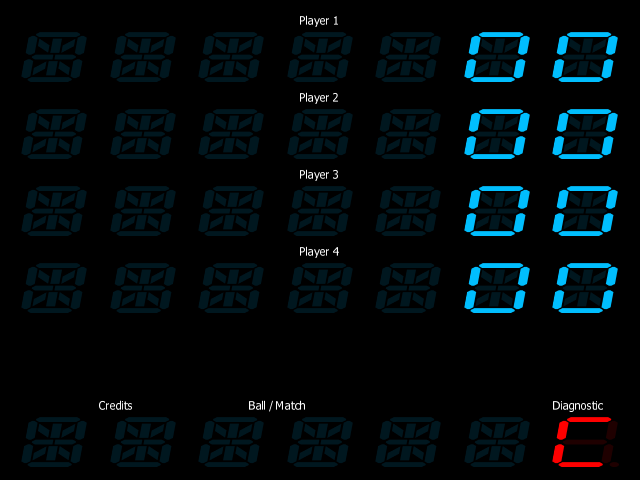 Player 1
00
Player 2
00
Player 3
00
Player 4
00
Credits Ball / Match Diagnostic
C